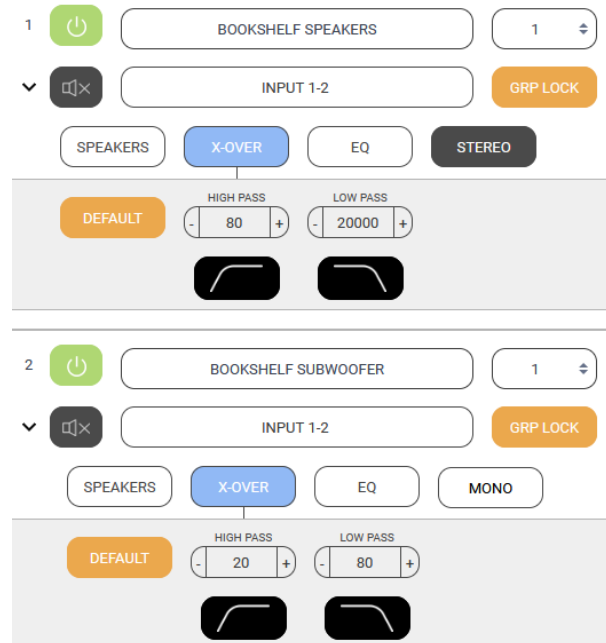 1 BOOKSHELF SPEAKERS 1
INPUT 1-2 GRP LOCK
SPEAKERS X-OVER EQ STEREO
HIGH PASS LOW PASS
DEFAULT - 80 + - 20000 +
2 BOOKSHELF SUBWOOFER 1
INPUT 1-2 GRP LOCK
SPEAKERS X-OVER EQ MONO
HIGH PASS LOW PASS
DEFAULT - 20 + - 80 +